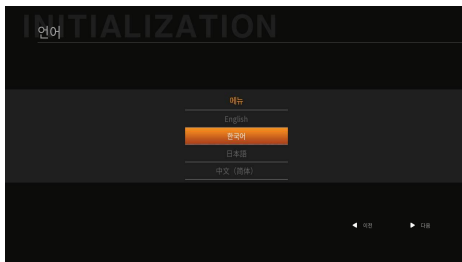 INITIALIZATION
언어
메뉴
English
한국어
日本語
中文（简体）
◀ 이전 ▶ 다음